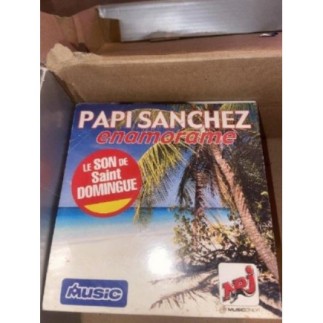 PAPI SANCHEZ
enamorame
LE SON DE
Saint
DOMINGUE
MUSIC
NRJ